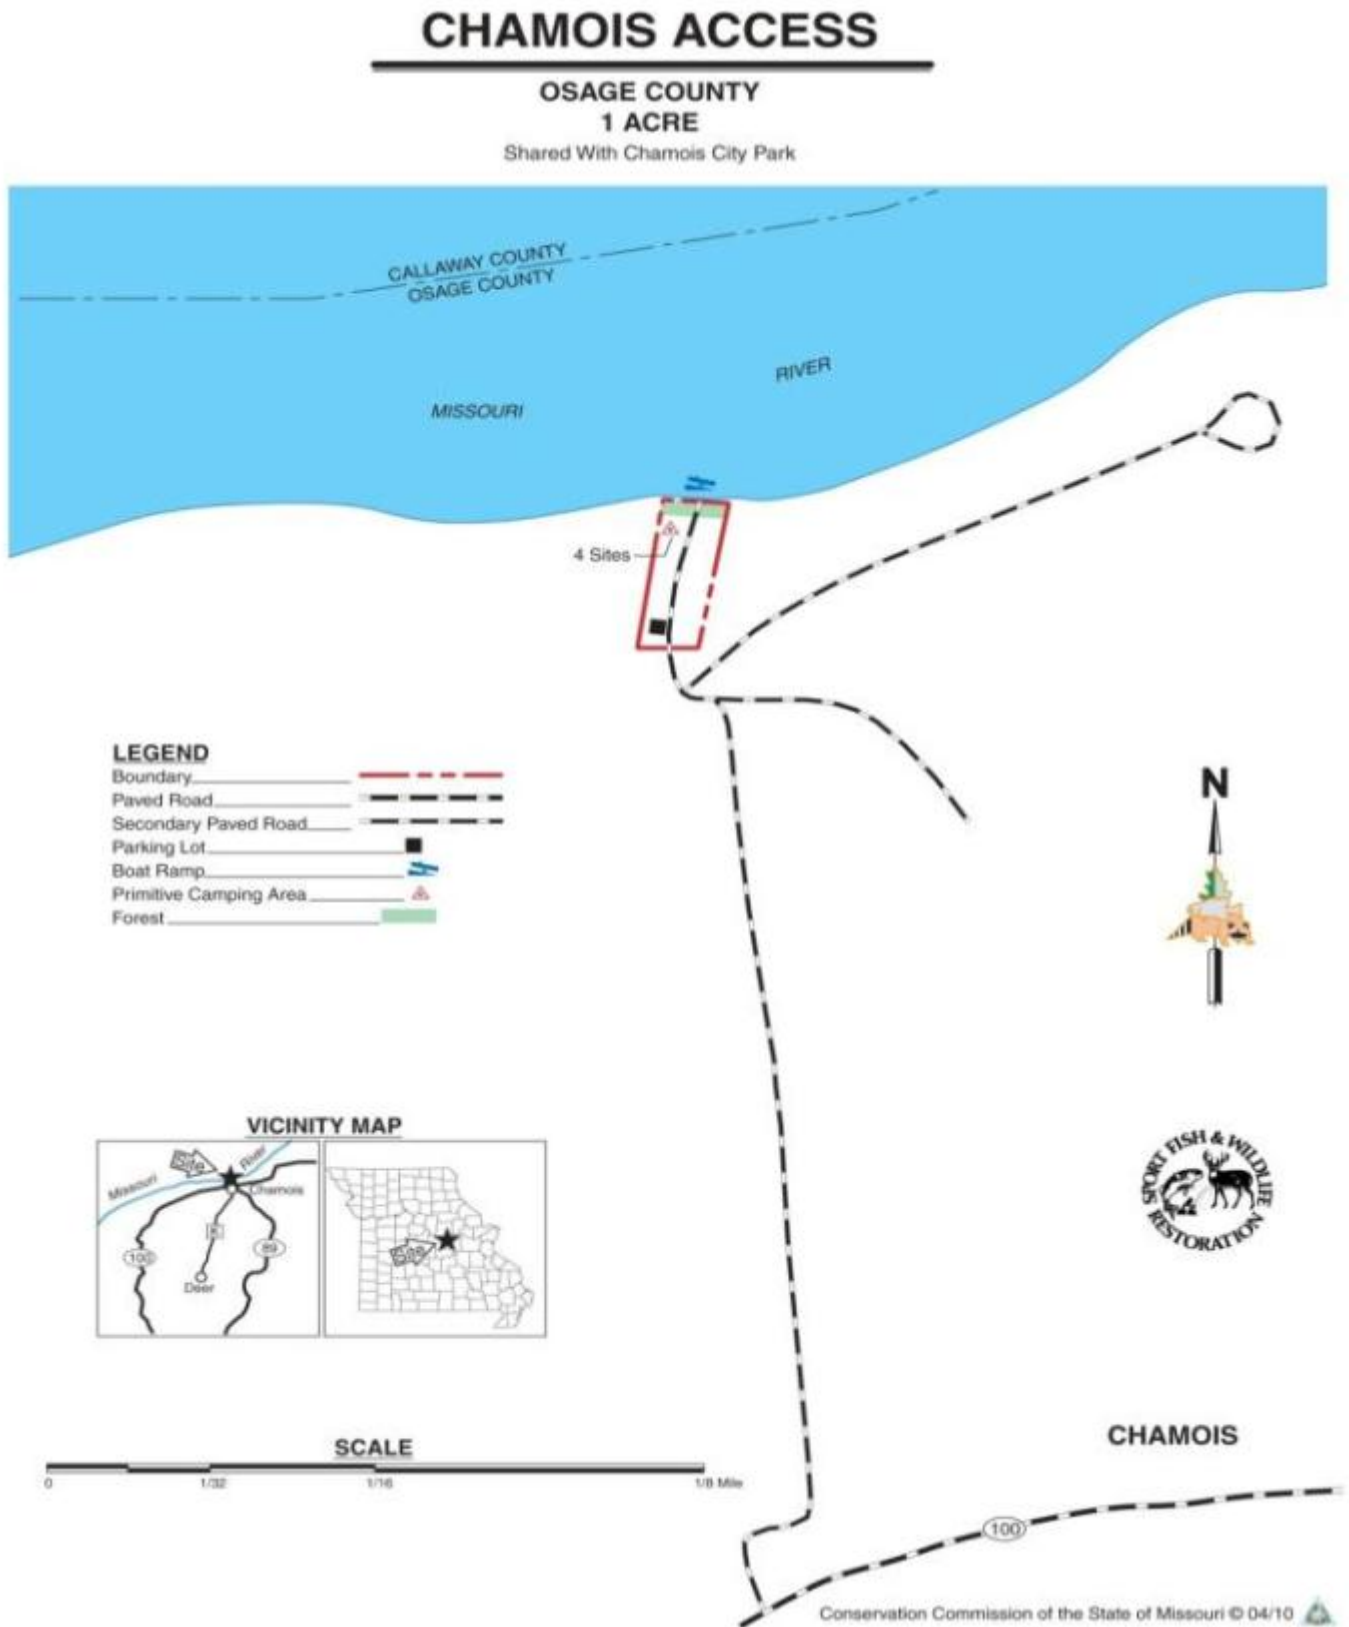 CHAMOIS ACCESS
OSAGE COUNTY
1 ACRE
Shared With Chamois City Park
CALLAWAY COUNTY
OSAGE COUNTY
RIVER
MISSOURI
4 Sites
LEGEND
Boundary
Paved Road
Secondary Paved Road
Parking Lot
Boat Ramp
Primitive Camping Area
Forest
N
VICINITY MAP
Site
River
Missouri
Chamois
100
89
Deer
Site
SPORT FISH & WILDLIFE
RESTORATION
SCALE
0 1/32 1/16 1/8 Mile
CHAMOIS
100
Conservation Commission of the State of Missouri © 04/10